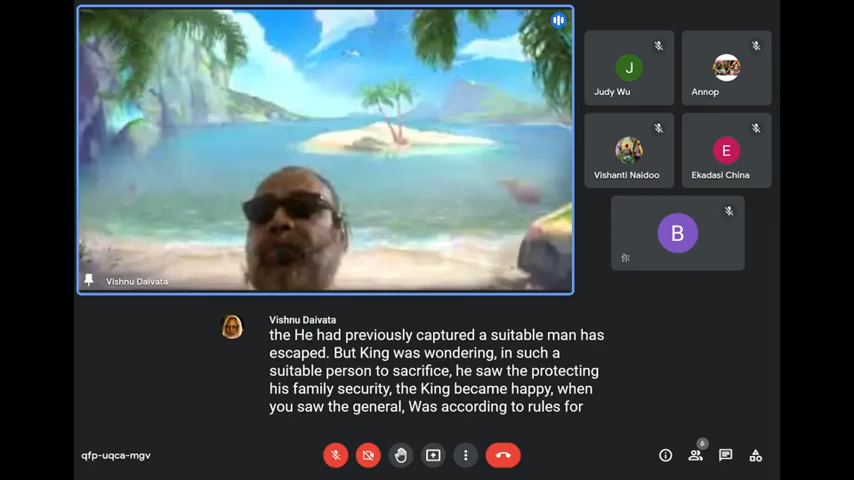 Vishnu Daivata
J
Judy Wu
Annop
Vishanti Naidoo
E
Ekadasi China
B
你
Vishnu Daivata
the He had previously captured a suitable man has
escaped. But King was wondering, in such a
suitable person to sacrifice, he saw the protecting
his family security, the King became happy, when
you saw the general, Was according to rules for
qfp-uqca-mgv
6